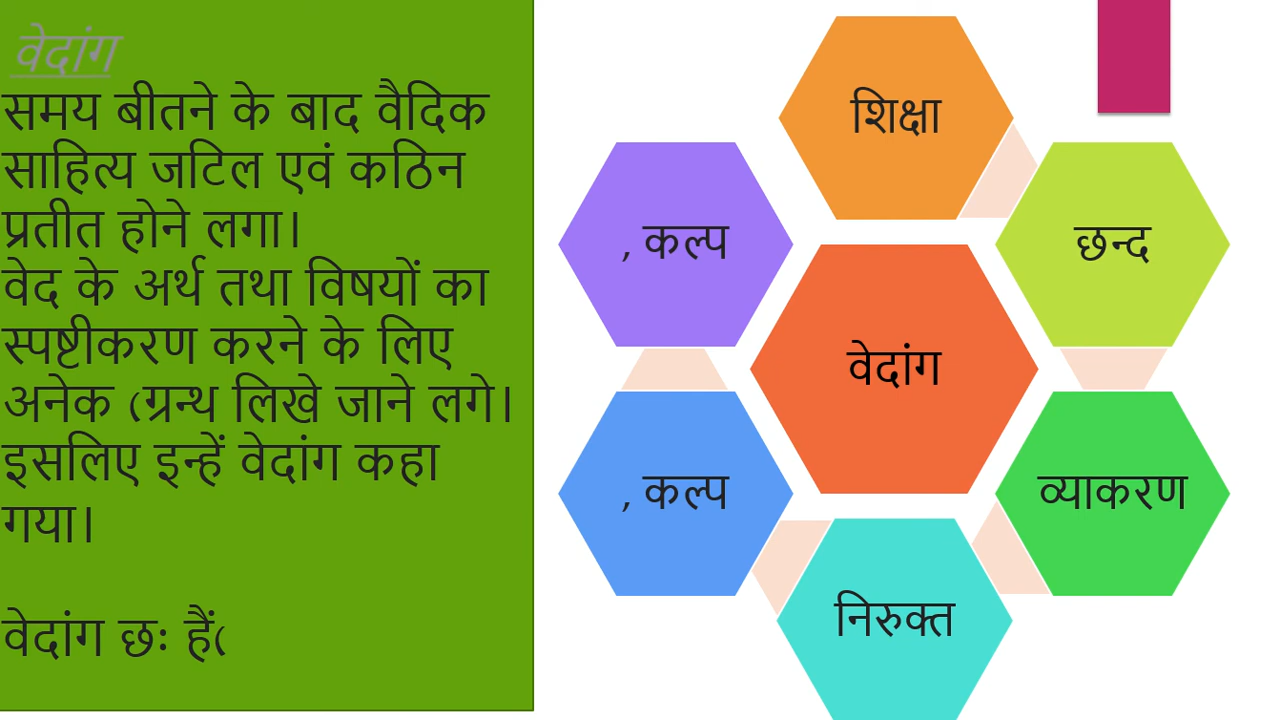 वेदांग
समय बीतने के बाद वैदिक
साहित्य जटिल एवं कठिन
प्रतीत होने लगा।
वेद के अर्थ तथा विषयों का
स्पष्टीकरण करने के लिए
अनेक (ग्रन्थ लिखे जाने लगे।
इसलिए इन्हें वेदांग कहा
गया।
वेदांग छः हैं(
शिक्षा
, कल्प
छन्द
वेदांग
, कल्प
व्याकरण
निरुक्त